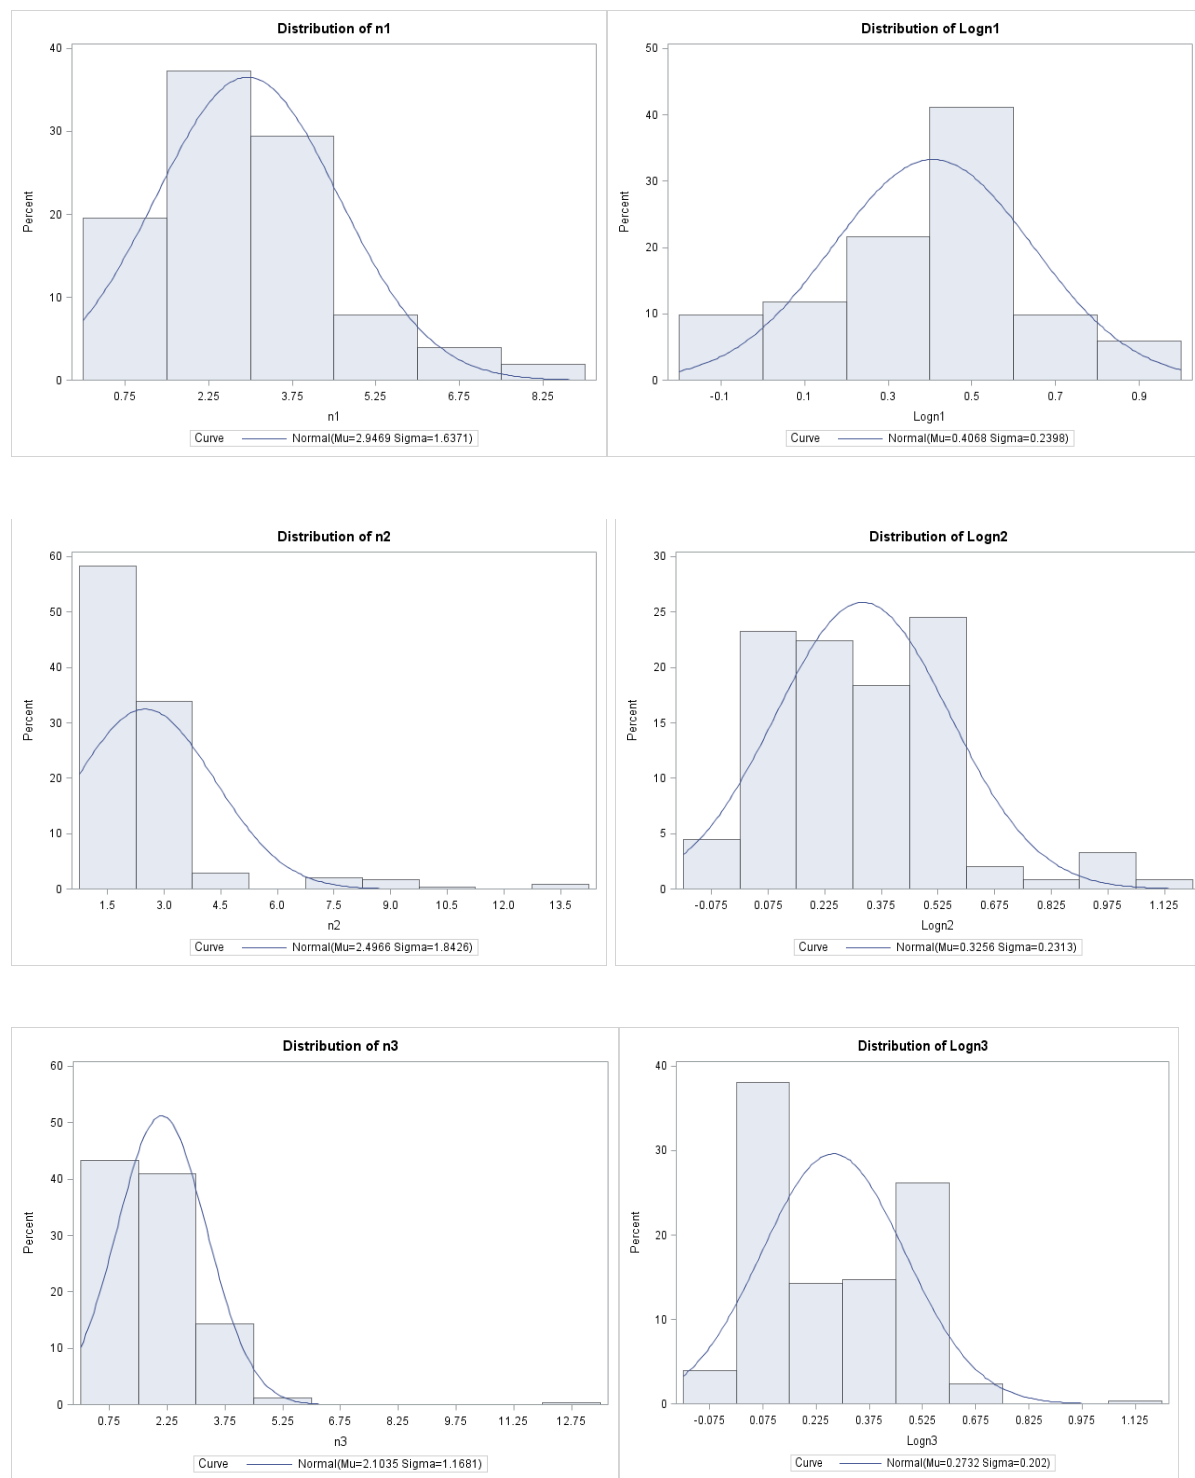 Distribution of n1
40
30
20
10
0
Percent
0.75 2.25 3.75 5.25 6.75 8.25
n1
Curve Normal(Mu=2.9469 Sigma=1.6371)
Distribution of Logn1
50
40
30
20
10
0
Percent
-0.1 0.1 0.3 0.5 0.7 0.9
Logn1
Curve Normal(Mu=0.4068 Sigma=0.2398)
Distribution of n2
60
50
40
30
20
10
0
Percent
1.5 3.0 4.5 6.0 7.5 9.0 10.5 12.0 13.5
n2
Curve Normal(Mu=2.4966 Sigma=1.8426)
Distribution of Logn2
30
25
20
15
10
5
0
Percent
-0.075 0.075 0.225 0.375 0.525 0.675 0.825 0.975 1.125
Logn2
Curve Normal(Mu=0.3256 Sigma=0.2313)
Distribution of n3
60
50
40
30
20
10
0
Percent
0.75 2.25 3.75 5.25 6.75 8.25 9.75 11.25 12.75
n3
Curve Normal(Mu=2.1035 Sigma=1.1681)
Distribution of Logn3
40
30
20
10
0
Percent
-0.075 0.075 0.225 0.375 0.525 0.675 0.825 0.975 1.125
Logn3
Curve Normal(Mu=0.2732 Sigma=0.202)